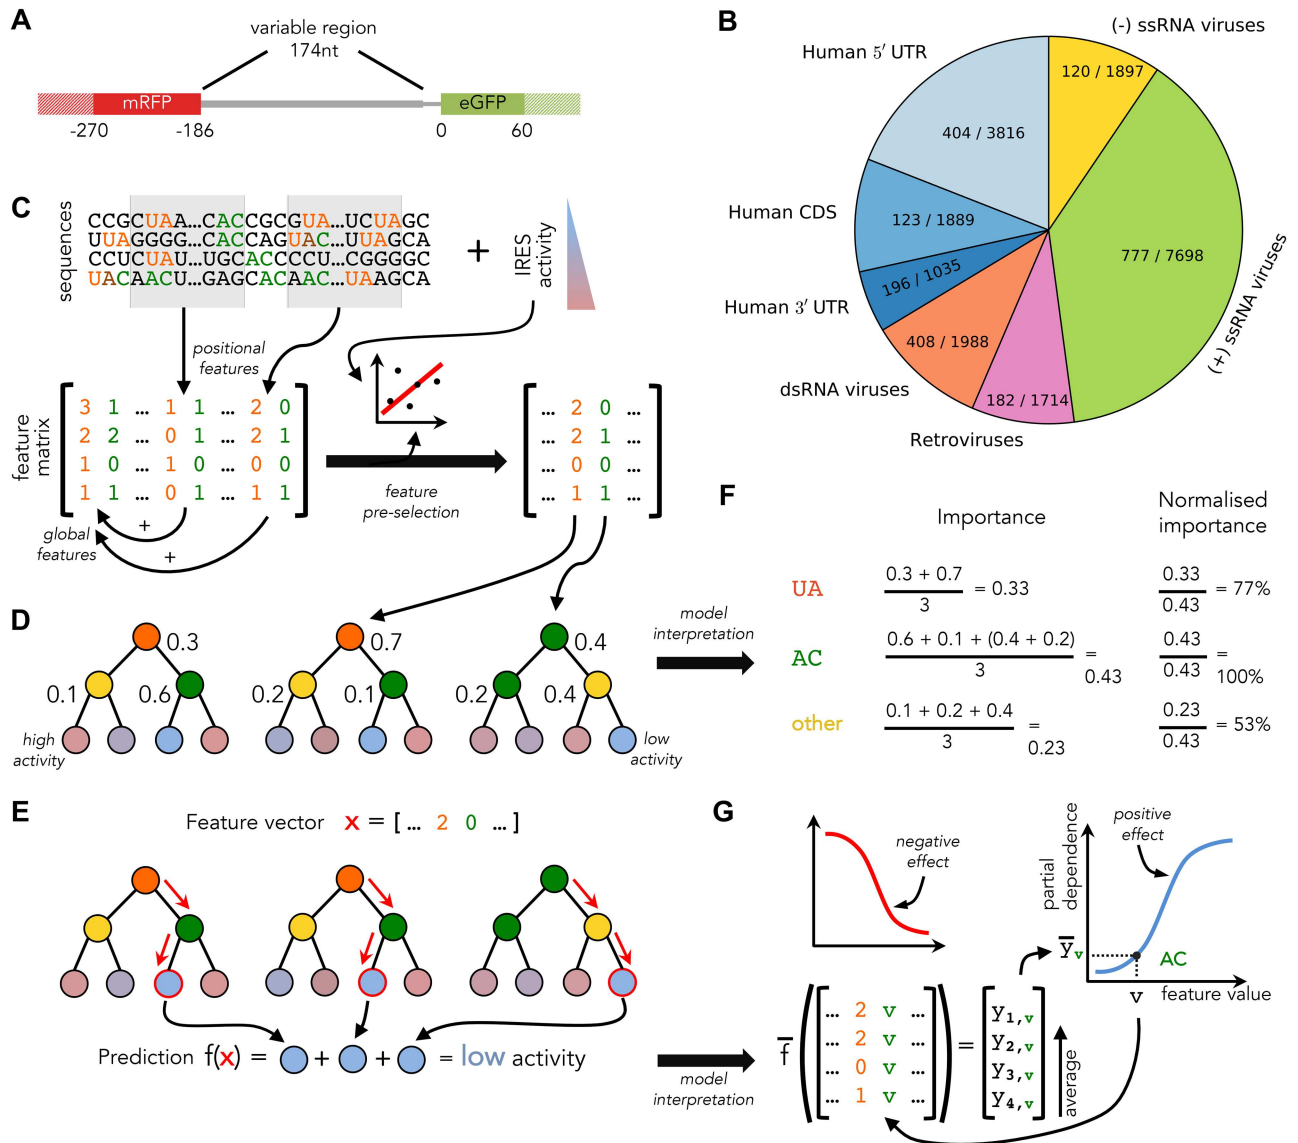 A
variable region
174nt
mRFP
eGFP
-270
-186
0
60
B
(-) ssRNA viruses
Human 5′ UTR
120 / 1897
404 / 3816
Human CDS
123 / 1889
777 / 7698
196 / 1035
Human 3′ UTR
408 / 1988
dsRNA viruses
182 / 1714
Retroviruses
(+) ssRNA viruses
C
sequences
CCGCUAA...CACCGCGUA...UCUAGC
UUAGGGG...CACCAGUAC...UUAGCA
CCUCUAU...UGCACCCCU...CGGGGC
UACAACU...GAGCACAAC...UAAGCA
+
IRES
activity
positional
features
feature
matrix
3 1 ... 1 1 ... 2 0
2 2 ... 0 1 ... 2 1
1 0 ... 1 0 ... 0 0
1 1 ... 0 1 ... 1 1
feature
pre-selection
... 2 0 ...
... 2 1 ...
... 0 0 ...
... 1 1 ...
global
features
+
+
D
0.3
0.7
0.4
0.1
0.6
0.2
0.1
0.2
0.4
high
activity
low
activity
model
interpretation
F
Importance
Normalised
importance
UA
0.3 + 0.7
3
= 0.33
0.33
0.43
= 77%
AC
0.6 + 0.1 + (0.4 + 0.2)
3
=
0.43
0.43
0.43
=
100%
other
0.1 + 0.2 + 0.4
3
=
0.23
0.23
0.43
= 53%
E
Feature vector x = [ ... 2 0 ... ]
Prediction f(x) = + + = low activity
model
interpretation
G
negative
effect
positive
effect
partial
dependence
y̅v
AC
v
feature value
f̅
... 2 v ...
... 2 v ...
... 0 v ...
... 1 v ...
=
y1,v
y2,v
y3,v
y4,v
average